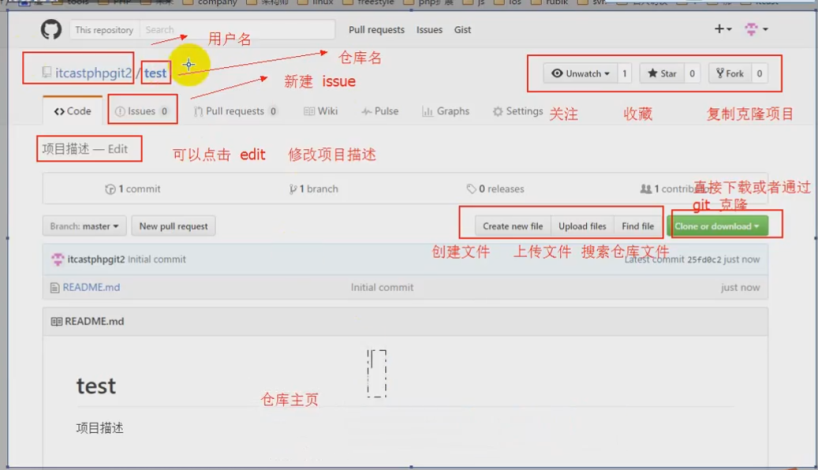 company
linux
freestyle
js
ios
rubik
This repository Search
Pull requests Issues Gist
用户名
仓库名
itcastphpgit2 / test
新建 issue
Unwatch 1 Star 0 Fork 0
Code Issues 0 Pull requests 0 Wiki Pulse Graphs Settings
关注 收藏 复制克隆项目
项目描述 — Edit
可以点击 edit 修改项目描述
1 commit 1 branch 0 releases
直接下载或者通过
git 克隆
Branch: master New pull request Create new file Upload files Find file Clone or download
创建文件 上传文件 搜索仓库文件
itcastphpgit2 Initial commit Latest commit 25fd0c2 just now
README.md Initial commit just now
README.md
test
仓库主页
项目描述